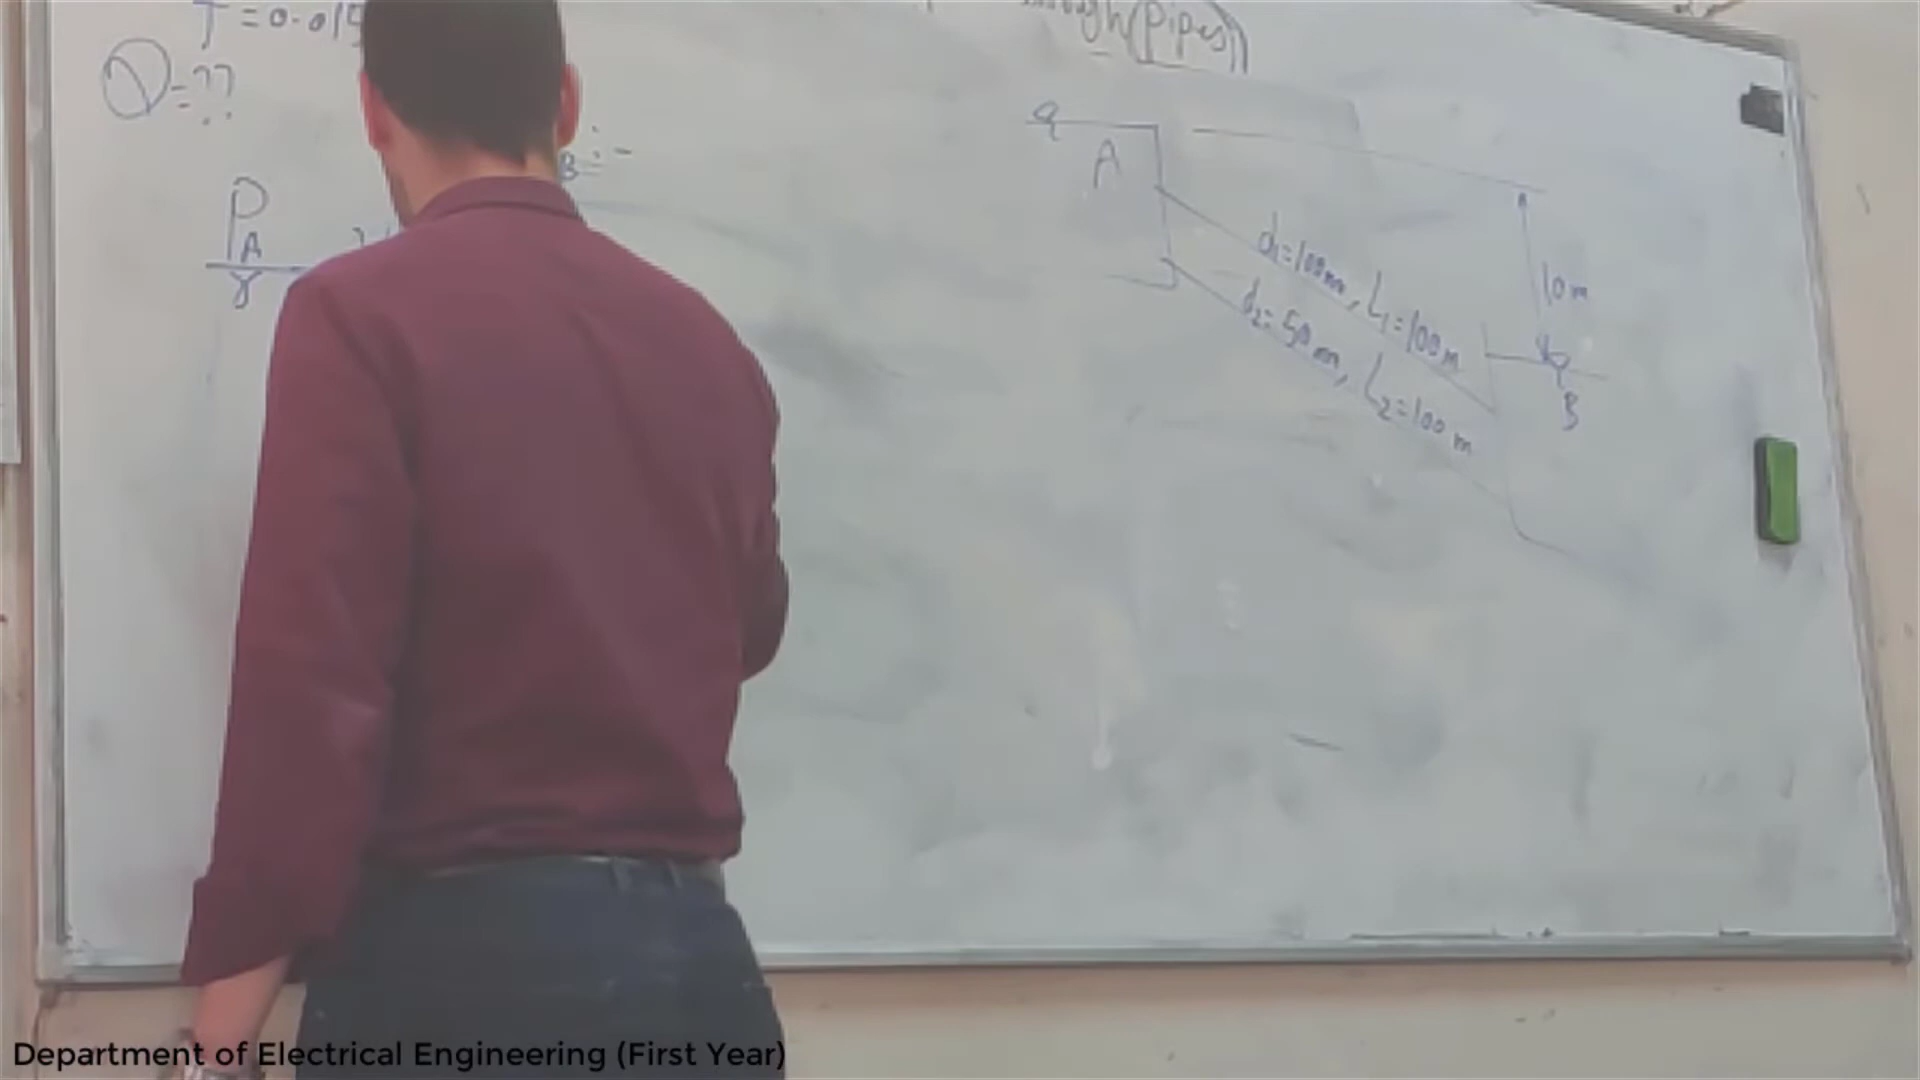 f = 0.015
Q = ??
(Pipes)
A
P_A
γ
B
d₁=100mm, L₁=100m
d₂=50mm, L₂=100m
10m
B
Department of Electrical Engineering (First Year)